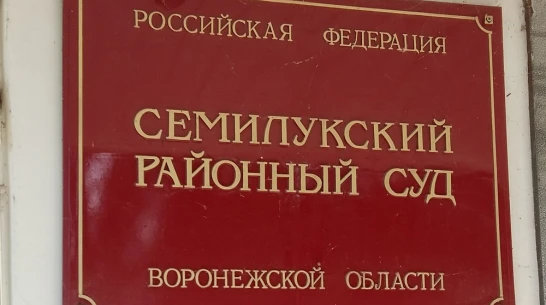 РОССИЙСКАЯ ФЕДЕРАЦИЯ
СЕМИЛУКСКИЙ
РАЙОННЫЙ СУД
ВОРОНЕЖСКОЙ ОБЛАСТИ